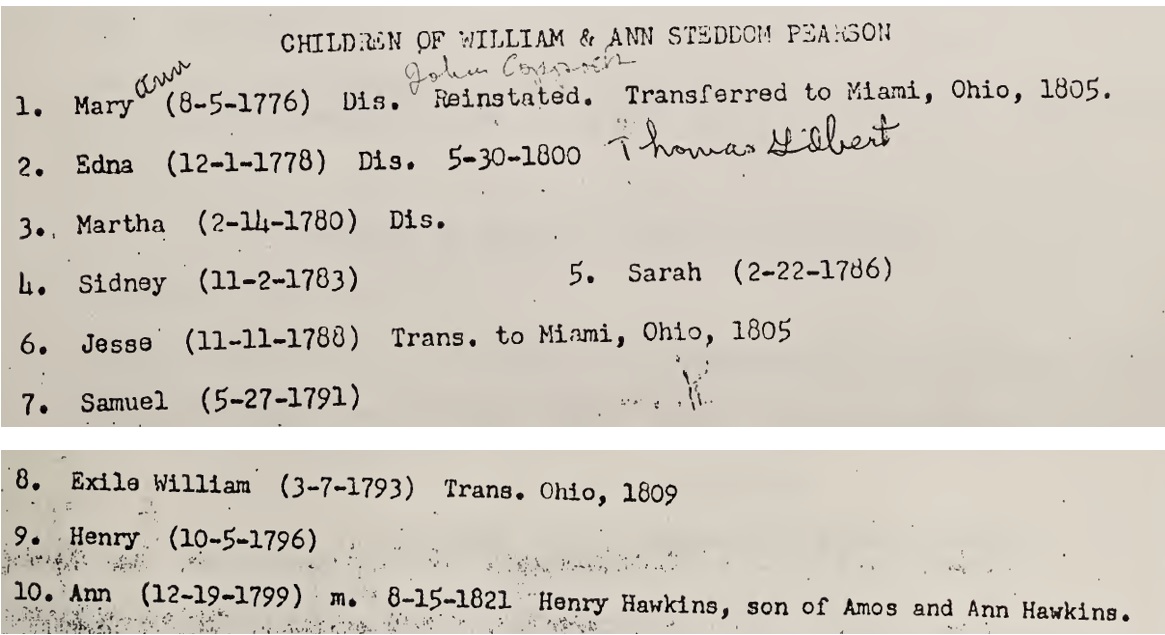 CHILDREN OF WILLIAM & ANN STEDDOM PEARSON
Ann
John
1. Mary (8-5-1776) Dis. Reinstated. Transferred to Miami, Ohio, 1805.
2. Edna (12-1-1778) Dis. 5-30-1800 Thomas Gilbert
3. Martha (2-14-1780) Dis.
4. Sidney (11-2-1783) 5. Sarah (2-22-1786)
6. Jesse (11-11-1788) Trans. to Miami, Ohio, 1805
7. Samuel (5-27-1791)
8. Exile William (3-7-1793) Trans. Ohio, 1809
9. Henry (10-5-1796)
10. Ann (12-19-1799) m. 8-15-1821 Henry Hawkins, son of Amos and Ann Hawkins.